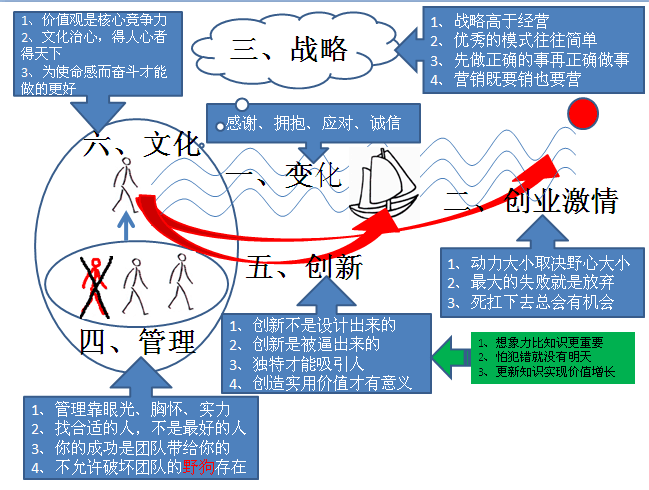 1、价值观是核心竞争力
2、文化治心，得人心者
得天下
3、为使命感而奋斗才能
做的更好
三、战略
1、战略高于经营
2、优秀的模式往往简单
3、先做正确的事再正确做事
4、营销既要销也要营
感谢、拥抱、应对、诚信
六、文化
一、变化
二、创业激情
五、创新
1、动力大小取决野心大小
2、最大的失败就是放弃
3、死扛下去总会有机会
四、管理
1、创新不是设计出来的
2、创新是被逼出来的
3、独特才能吸引人
4、创造实用价值才有意义
1、想象力比知识更重要
2、怕犯错就没有明天
3、更新知识实现价值增长
1、管理靠眼光、胸怀、实力
2、找合适的人，不是最好的人
3、你的成功是团队带给你的
4、不允许破坏团队的野狗存在